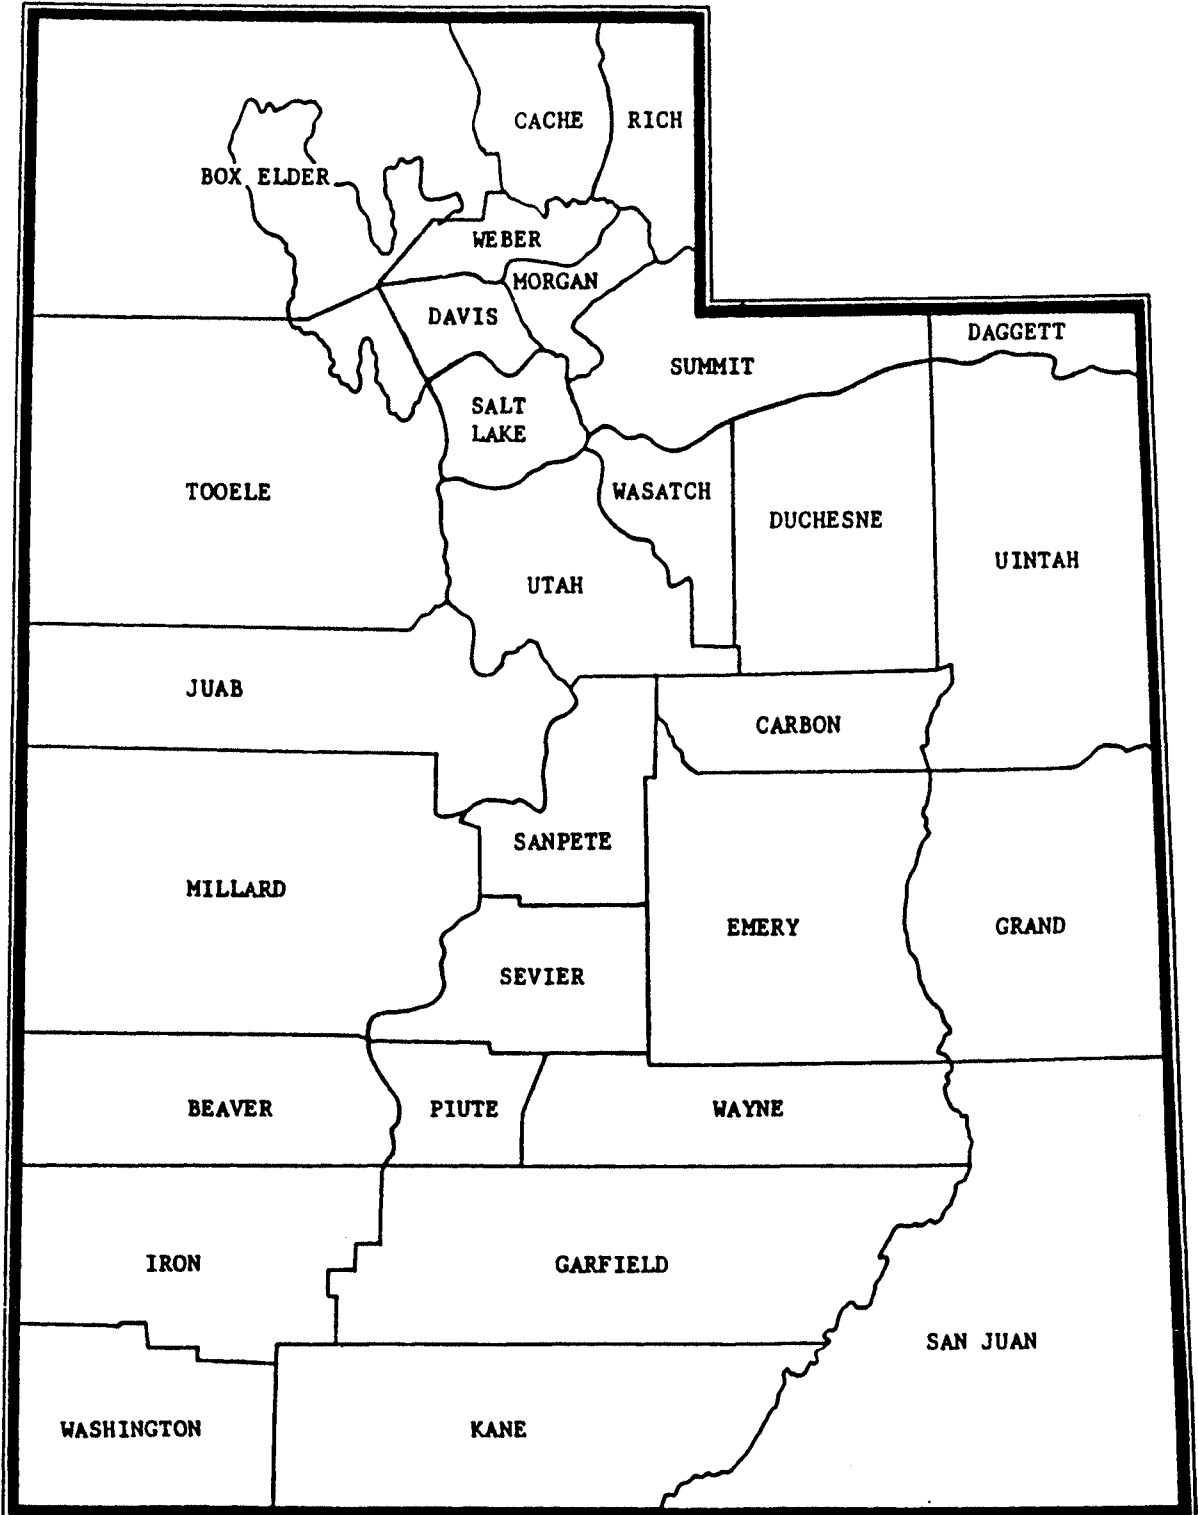 CACHE
RICH
BOX ELDER
WEBER
MORGAN
DAVIS
DAGGETT
SUMMIT
SALT
LAKE
TOOELE
WASATCH
DUCHESNE
UINTAH
UTAH
JUAB
CARBON
SANPETE
MILLARD
EMERY
GRAND
SEVIER
BEAVER
PIUTE
WAYNE
IRON
GARFIELD
SAN JUAN
WASHINGTON
KANE